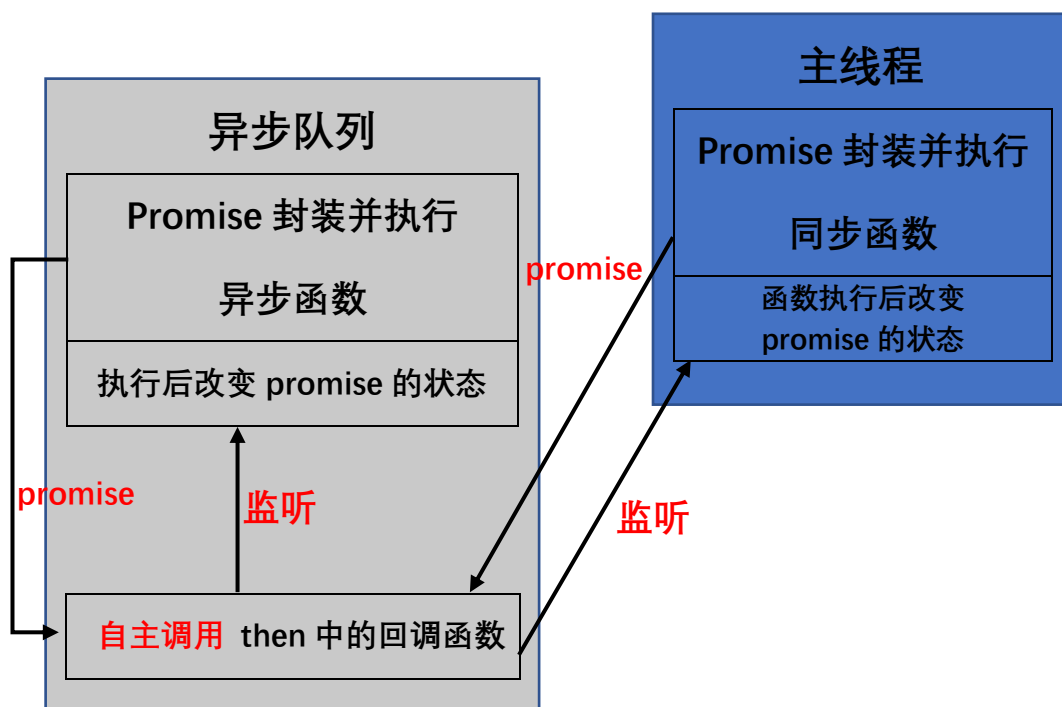 主线程
Promise 封装并执行
同步函数
函数执行后改变
promise 的状态
异步队列
Promise 封装并执行
异步函数
执行后改变 promise 的状态
promise
promise
监听
监听
自主调用 then 中的回调函数